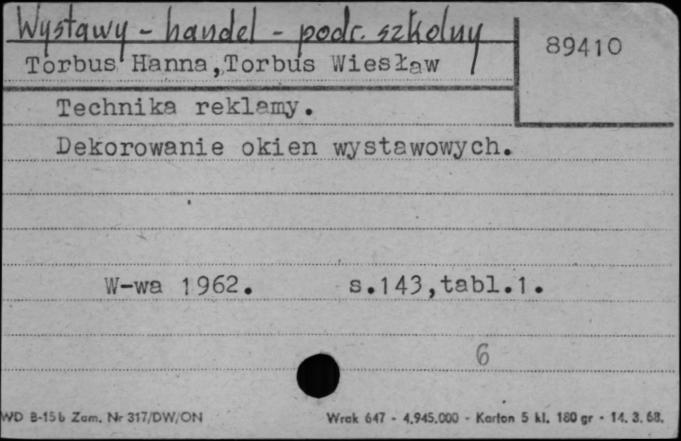 Wystawy - handel - podr. szkolny
89410
Torbus Hanna,Torbus Wiesław
Technika reklamy.
Dekorowanie okien wystawowych.
W-wa 1962. s.143,tabl.1.
6
WD B-15b Zam. Nr 317/DW/ON Wrak 647 - 4.945.000 - Karton 5 kl. 180 gr - 14. 3. 68.